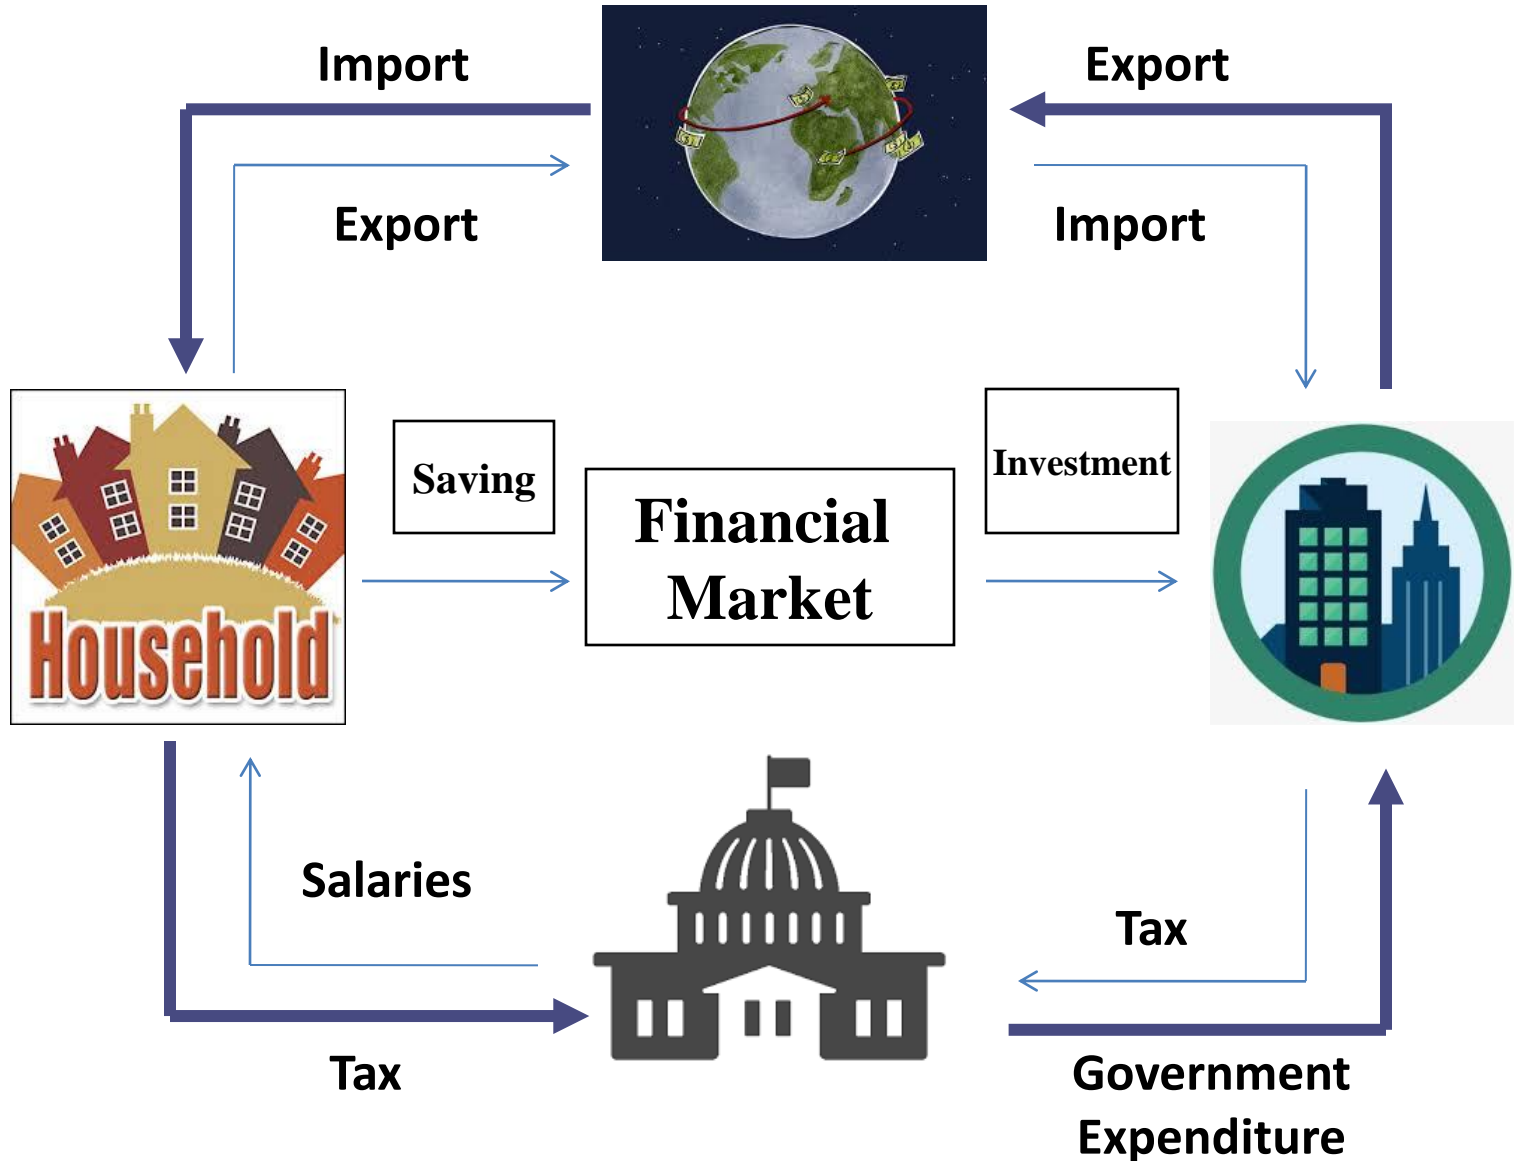 Import
Export
Export
Import
Saving
Investment
Financial
Market
Household
Salaries
Tax
Tax
Government
Expenditure